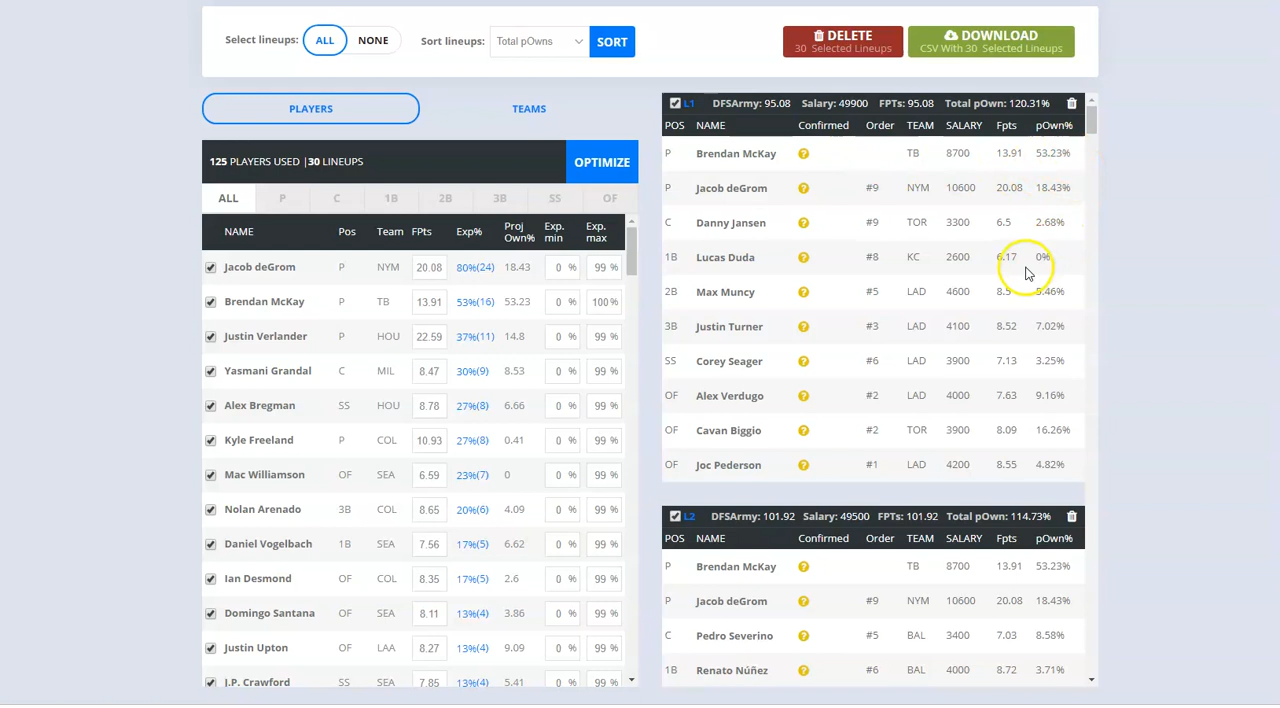 Select lineups: ALL NONE Sort lineups: Total pOwns SORT
DELETE
30 Selected Lineups
DOWNLOAD
CSV With 30 Selected Lineups
PLAYERS TEAMS
125 PLAYERS USED |30 LINEUPS OPTIMIZE
ALL P C 1B 2B 3B SS OF
NAME Pos Team FPts Exp% Proj Own% Exp. min Exp. max
Jacob deGrom P NYM 20.08 80%(24) 18.43 0 % 99 %
Brendan McKay P TB 13.91 53%(16) 53.23 0 % 100 %
Justin Verlander P HOU 22.59 37%(11) 14.8 0 % 99 %
Yasmani Grandal C MIL 8.47 30%(9) 8.53 0 % 99 %
Alex Bregman SS HOU 8.78 27%(8) 6.66 0 % 99 %
Kyle Freeland P COL 10.93 27%(8) 0.41 0 % 99 %
Mac Williamson OF SEA 6.59 23%(7) 0 0 % 99 %
Nolan Arenado 3B COL 8.65 20%(6) 4.09 0 % 99 %
Daniel Vogelbach 1B SEA 7.56 17%(5) 6.62 0 % 99 %
Ian Desmond OF COL 8.35 17%(5) 2.6 0 % 99 %
Domingo Santana OF SEA 8.11 13%(4) 3.86 0 % 99 %
Justin Upton OF LAA 8.27 13%(4) 9.09 0 % 99 %
J.P. Crawford SS SEA 7.85 13%(4) 5.41 0 % 99 %
L1 DFSArmy: 95.08 Salary: 49900 FPTs: 95.08 Total pOwn: 120.31%
POS NAME Confirmed Order TEAM SALARY Fpts pOwn%
P Brendan McKay ? TB 8700 13.91 53.23%
P Jacob deGrom ? #9 NYM 10600 20.08 18.43%
C Danny Jansen ? #9 TOR 3300 6.5 2.68%
1B Lucas Duda ? #8 KC 2600 6.17 0%
2B Max Muncy ? #5 LAD 4600 8.5 5.46%
3B Justin Turner ? #3 LAD 4100 8.52 7.02%
SS Corey Seager ? #6 LAD 3900 7.13 3.25%
OF Alex Verdugo ? #2 LAD 4000 7.63 9.16%
OF Cavan Biggio ? #2 TOR 3900 8.09 16.26%
OF Joc Pederson ? #1 LAD 4200 8.55 4.82%
L2 DFSArmy: 101.92 Salary: 49500 FPTs: 101.92 Total pOwn: 114.73%
POS NAME Confirmed Order TEAM SALARY Fpts pOwn%
P Brendan McKay ? TB 8700 13.91 53.23%
P Jacob deGrom ? #9 NYM 10600 20.08 18.43%
C Pedro Severino ? #5 BAL 3400 7.03 8.58%
1B Renato Núñez ? #6 BAL 4000 8.72 3.71%